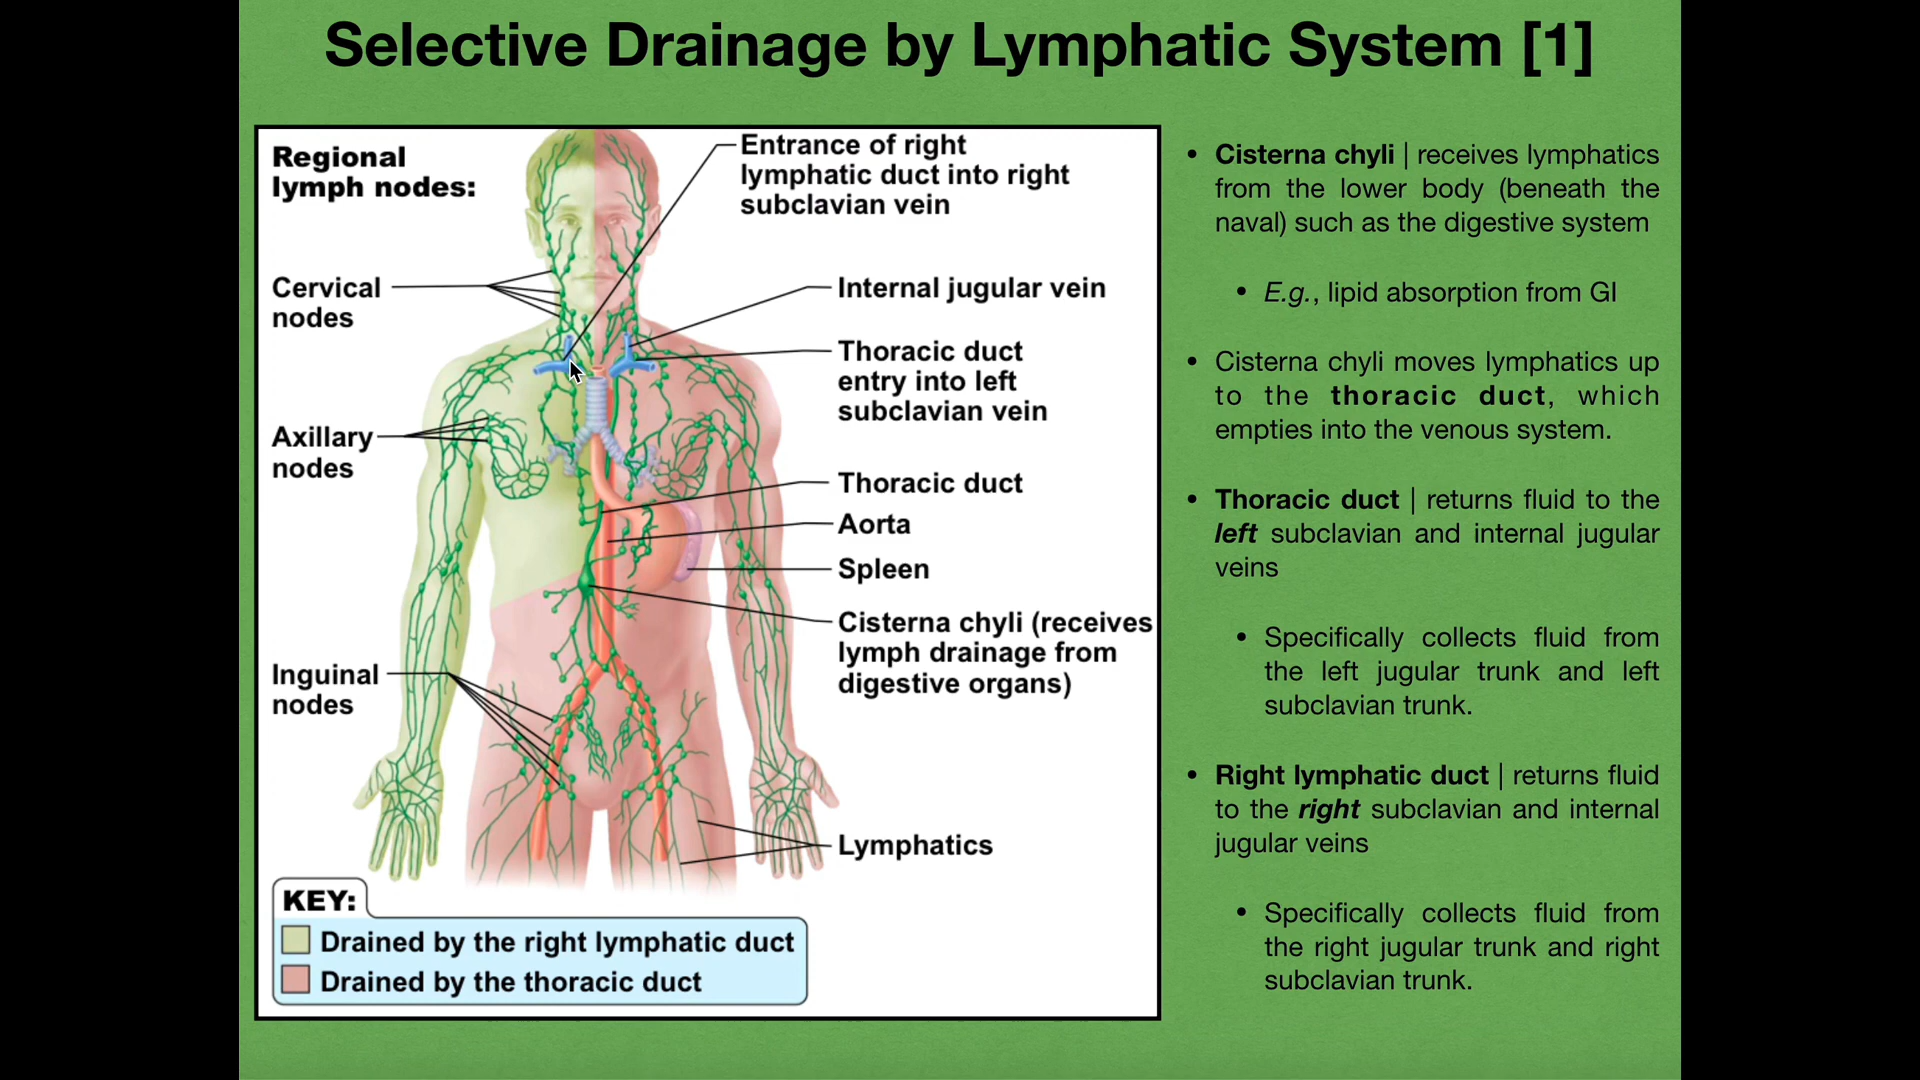 Selective Drainage by Lymphatic System [1]
Regional
lymph nodes:
Cervical
nodes
Axillary
nodes
Inguinal
nodes
Entrance of right
lymphatic duct into right
subclavian vein
Internal jugular vein
Thoracic duct
entry into left
subclavian vein
Thoracic duct
Aorta
Spleen
Cisterna chyli (receives
lymph drainage from
digestive organs)
Lymphatics
KEY:
Drained by the right lymphatic duct
Drained by the thoracic duct
• Cisterna chyli | receives lymphatics
from the lower body (beneath the
naval) such as the digestive system
• E.g., lipid absorption from GI
• Cisterna chyli moves lymphatics up
to the thoracic duct, which
empties into the venous system.
• Thoracic duct | returns fluid to the
left subclavian and internal jugular
veins
• Specifically collects fluid from
the left jugular trunk and left
subclavian trunk.
• Right lymphatic duct | returns fluid
to the right subclavian and internal
jugular veins
• Specifically collects fluid from
the right jugular trunk and right
subclavian trunk.